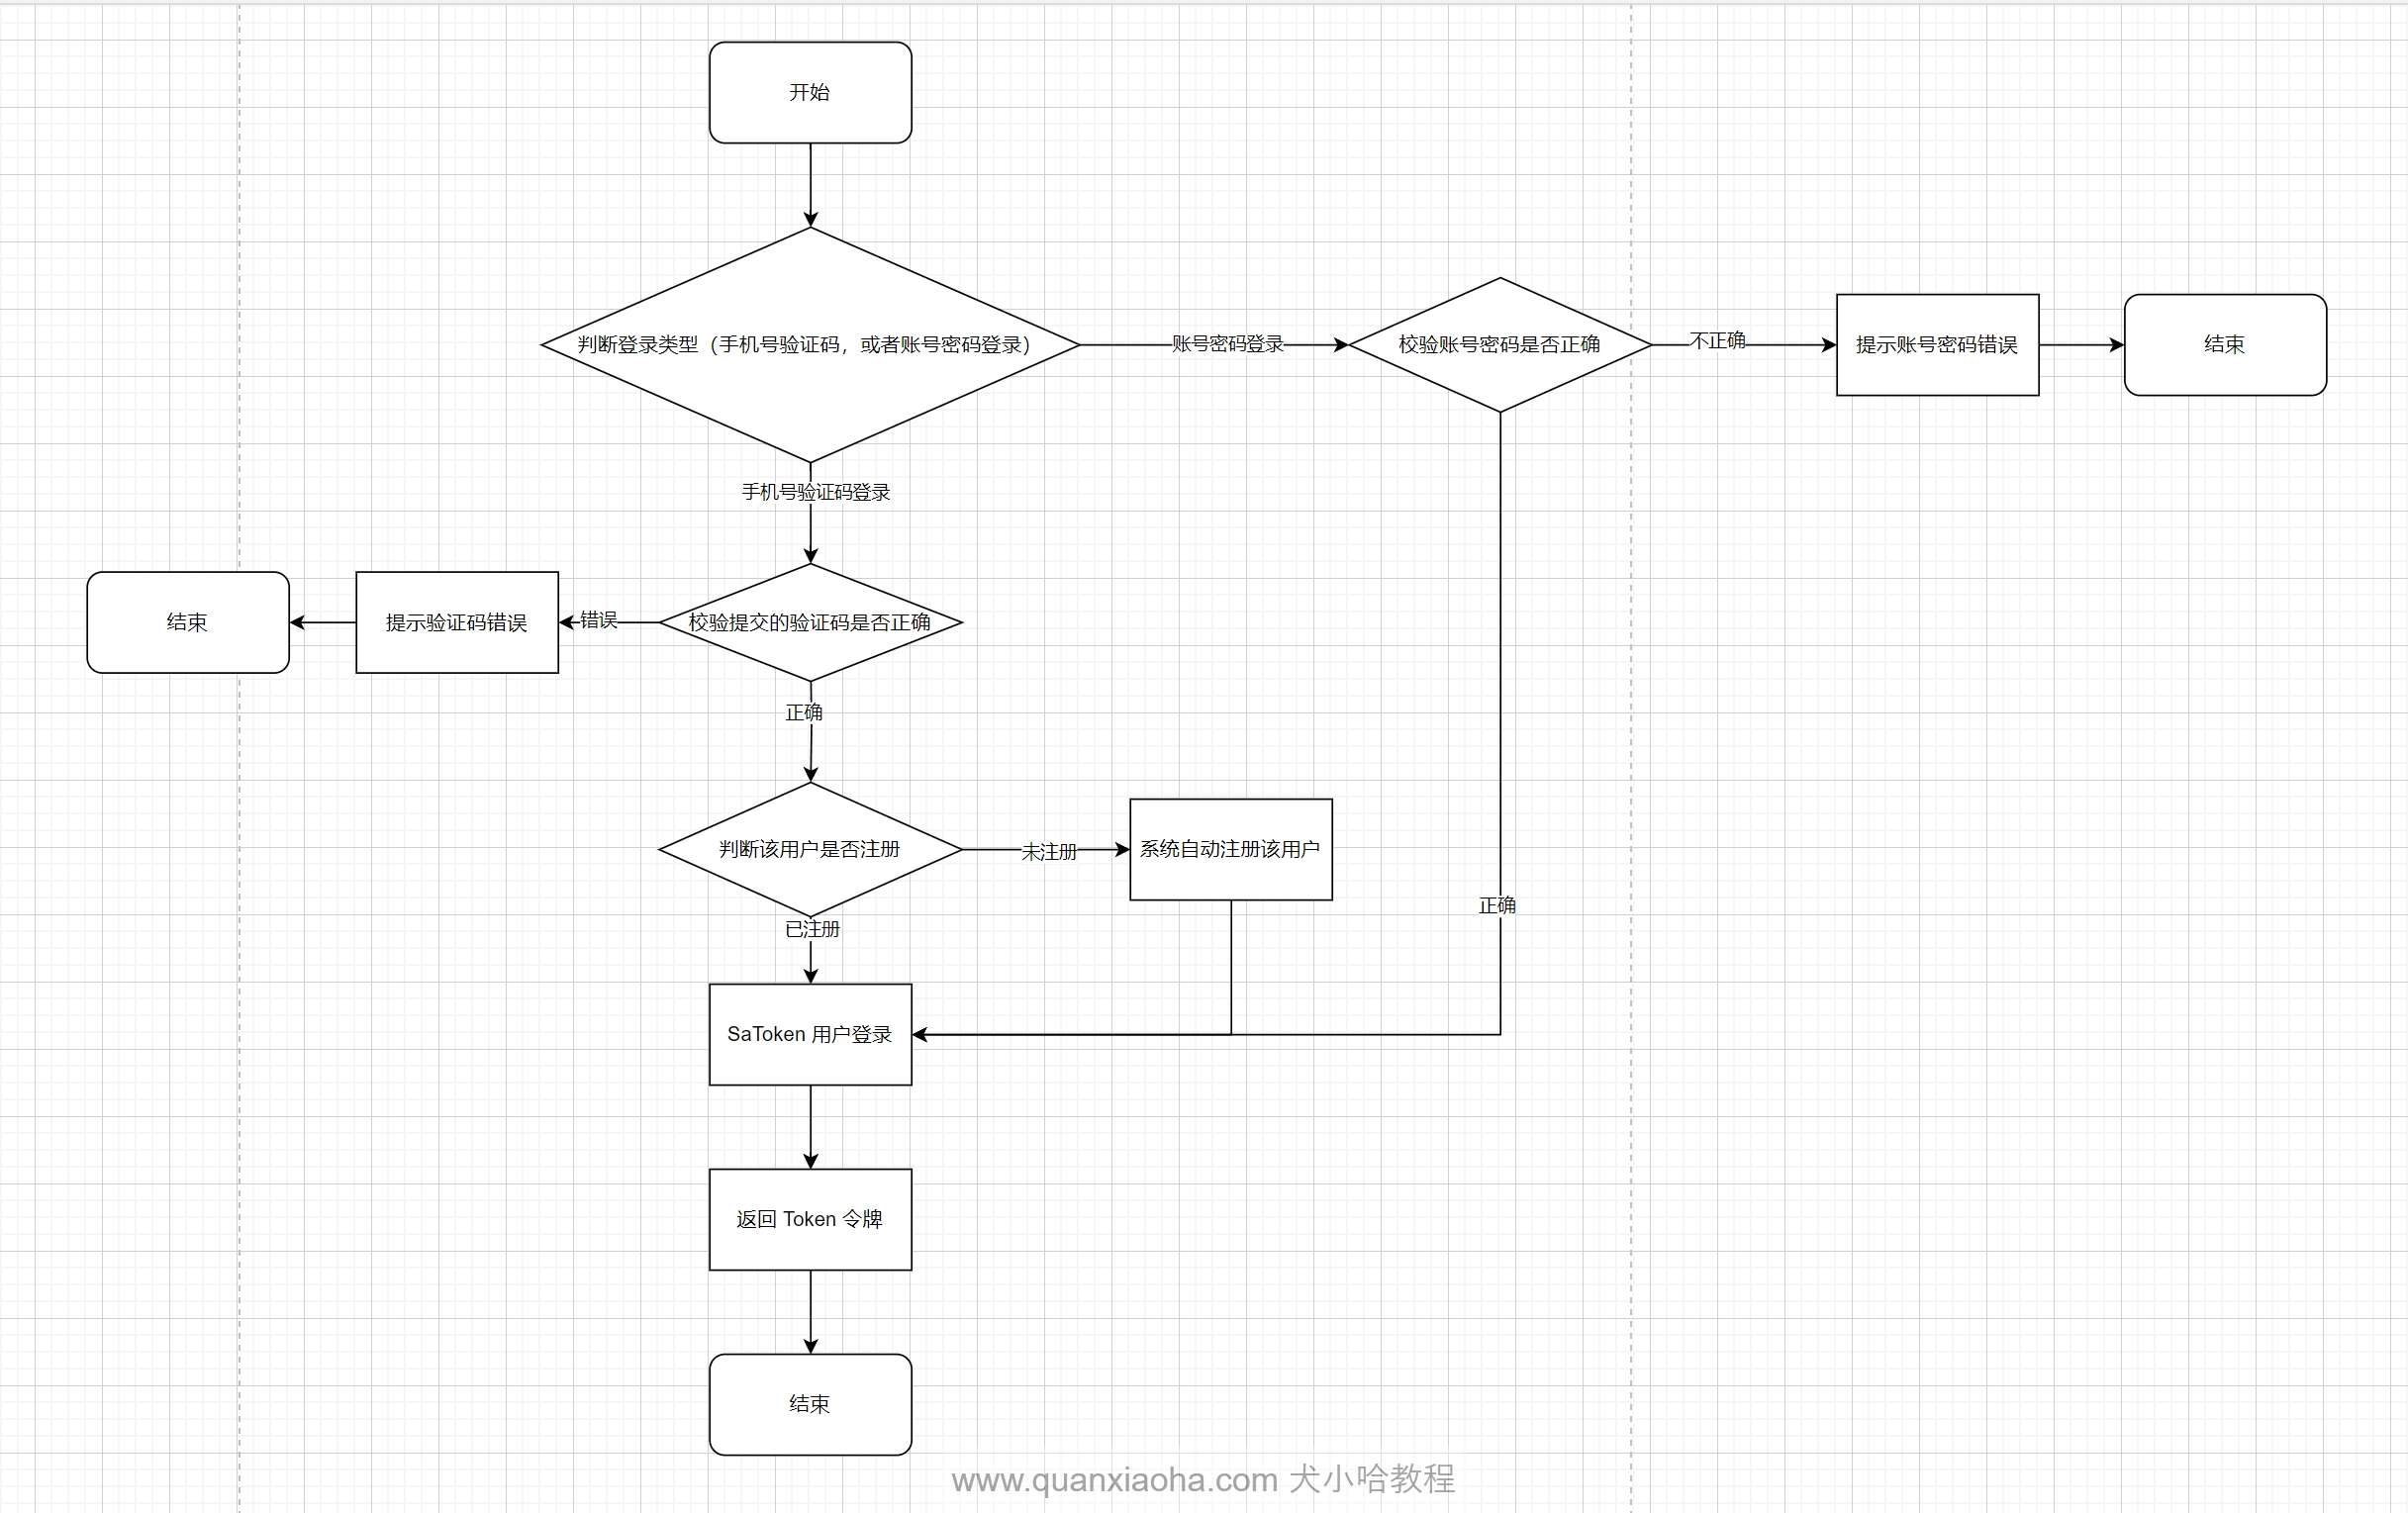 开始
判断登录类型（手机号验证码，或者账号密码登录）
账号密码登录
校验账号密码是否正确
不正确
提示账号密码错误
结束
手机号验证码登录
结束
提示验证码错误
错误
校验提交的验证码是否正确
正确
判断该用户是否注册
未注册
系统自动注册该用户
正确
已注册
SaToken 用户登录
返回 Token 令牌
结束
www.quanxiaoha.com 犬小哈教程